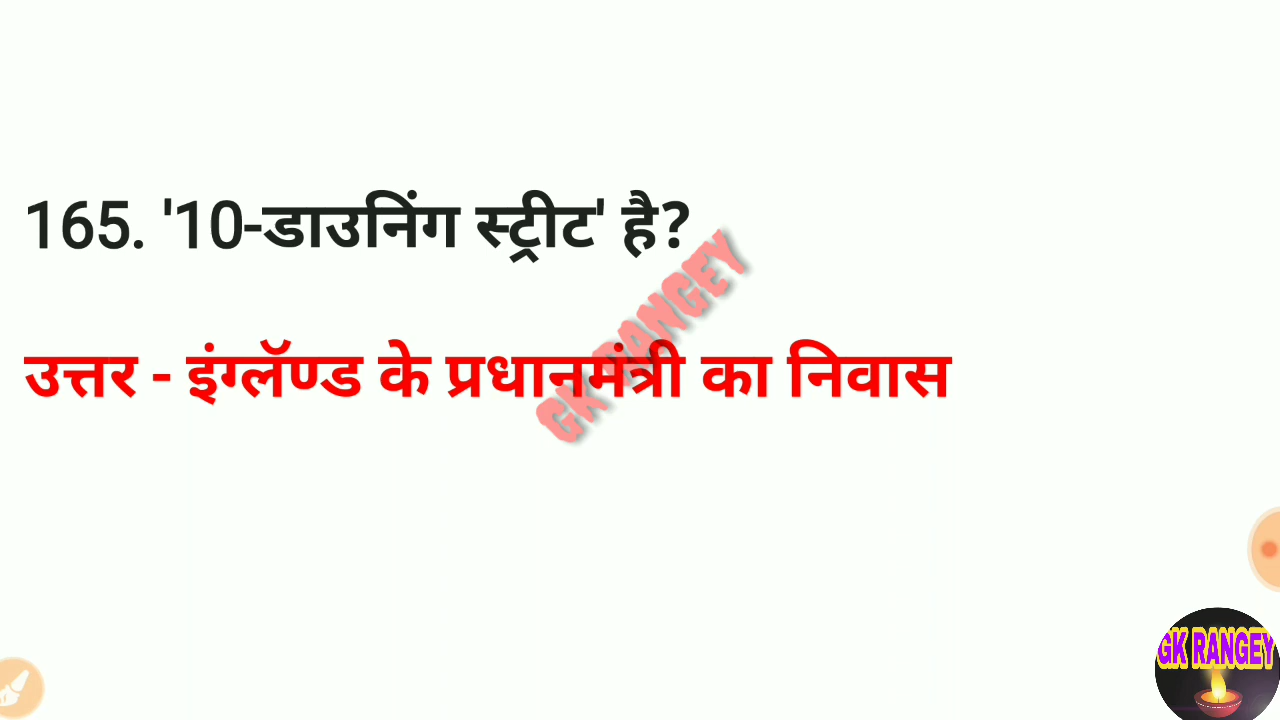 165. '10-डाउनिंग स्ट्रीट' है?
उत्तर - इंग्लॅण्ड के प्रधानमंत्री का निवास
GK RANGEY
GK RANGEY